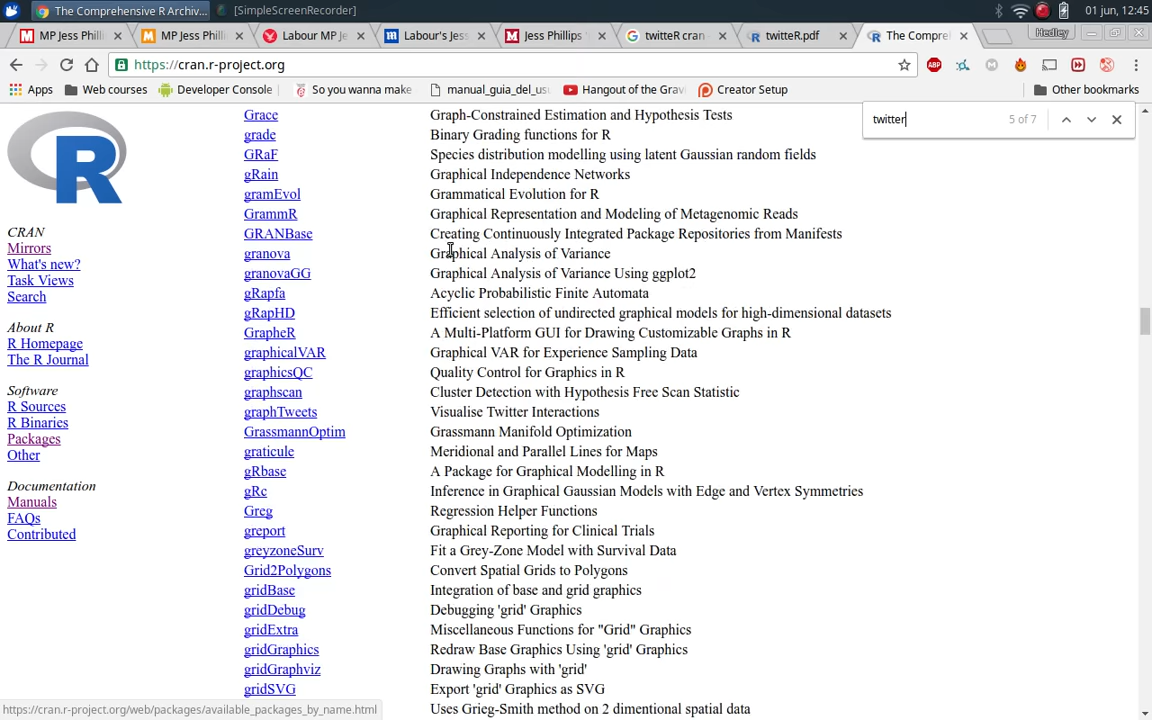 The Comprehensive R Archiv... [SimpleScreenRecorder] 01 jun, 12:45
MP Jess Philli MP Jess Philli Labour MP Je Labour's Jess Jess Phillips ' twitteR cran - twitteR.pdf The Compre Hedley
https://cran.r-project.org
Apps Web courses Developer Console So you wanna make manual_guia_del_us Hangout of the Gravi Creator Setup Other bookmarks
twitter 5 of 7
R
CRAN
Mirrors
What's new?
Task Views
Search
About R
R Homepage
The R Journal
Software
R Sources
R Binaries
Packages
Other
Documentation
Manuals
FAQs
Contributed
Grace Graph-Constrained Estimation and Hypothesis Tests
grade Binary Grading functions for R
GRaF Species distribution modelling using latent Gaussian random fields
gRain Graphical Independence Networks
gramEvol Grammatical Evolution for R
GrammR Graphical Representation and Modeling of Metagenomic Reads
GRANBase Creating Continuously Integrated Package Repositories from Manifests
granova Graphical Analysis of Variance
granovaGG Graphical Analysis of Variance Using ggplot2
gRapfa Acyclic Probabilistic Finite Automata
gRapHD Efficient selection of undirected graphical models for high-dimensional datasets
GrapheR A Multi-Platform GUI for Drawing Customizable Graphs in R
graphicalVAR Graphical VAR for Experience Sampling Data
graphicsQC Quality Control for Graphics in R
graphscan Cluster Detection with Hypothesis Free Scan Statistic
graphTweets Visualise Twitter Interactions
GrassmannOptim Grassmann Manifold Optimization
graticule Meridional and Parallel Lines for Maps
gRbase A Package for Graphical Modelling in R
gRc Inference in Graphical Gaussian Models with Edge and Vertex Symmetries
Greg Regression Helper Functions
greport Graphical Reporting for Clinical Trials
greyzoneSurv Fit a Grey-Zone Model with Survival Data
Grid2Polygons Convert Spatial Grids to Polygons
gridBase Integration of base and grid graphics
gridDebug Debugging 'grid' Graphics
gridExtra Miscellaneous Functions for "Grid" Graphics
gridGraphics Redraw Base Graphics Using 'grid' Graphics
gridGraphviz Drawing Graphs with 'grid'
gridSVG Export 'grid' Graphics as SVG
Uses Grieg-Smith method on 2 dimentional spatial data
https://cran.r-project.org/web/packages/available_packages_by_name.html